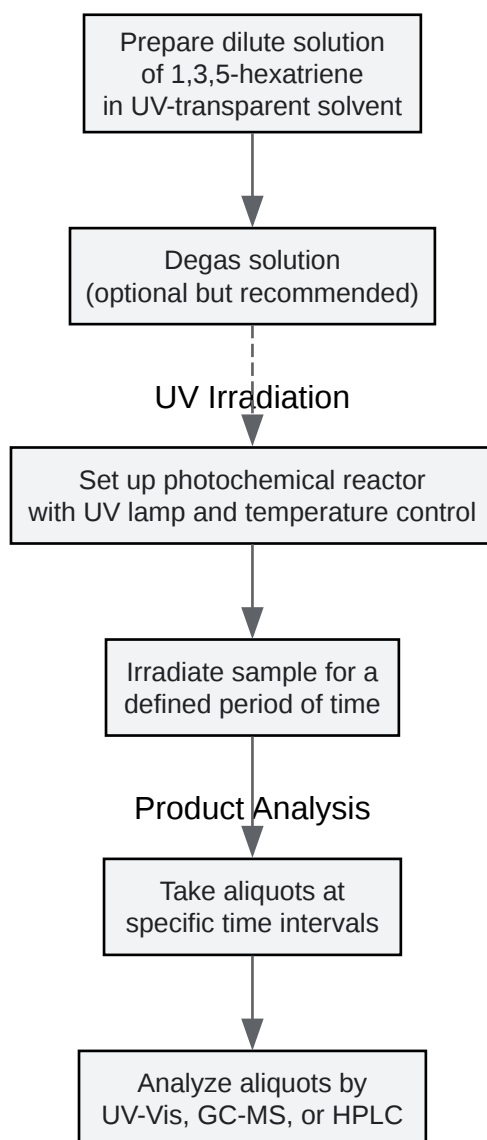 Prepare dilute solution
of 1,3,5-hexatriene
in UV-transparent solvent
Degas solution
(optional but recommended)
UV Irradiation
Set up photochemical reactor
with UV lamp and temperature control
Irradiate sample for a
defined period of time
Product Analysis
Take aliquots at
specific time intervals
Analyze aliquots by
UV-Vis, GC-MS, or HPLC